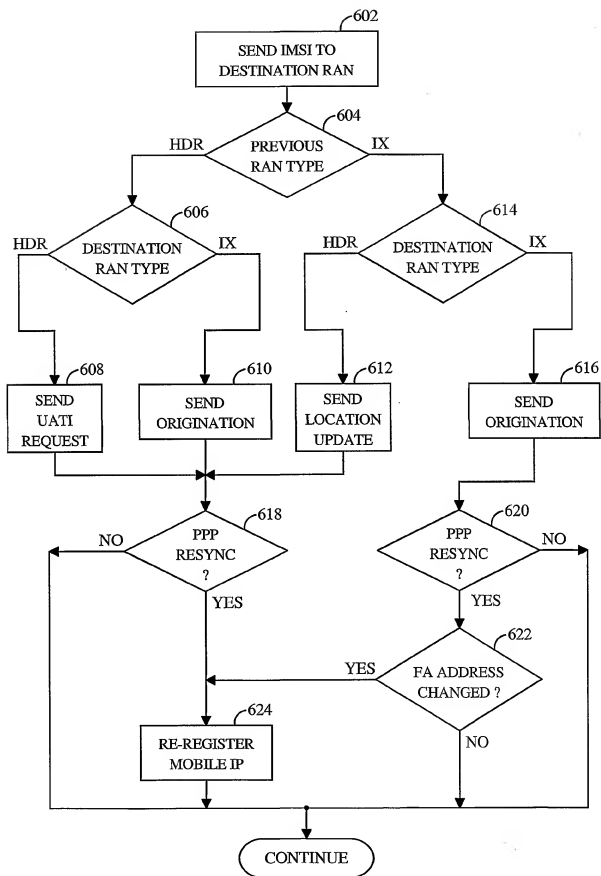 602
SEND IMSI TO
DESTINATION RAN
604
HDR
PREVIOUS
RAN TYPE
IX
606
HDR
DESTINATION
RAN TYPE
IX
614
HDR
DESTINATION
RAN TYPE
IX
608
SEND
UATI
REQUEST
610
SEND
ORIGINATION
612
SEND
LOCATION
UPDATE
616
SEND
ORIGINATION
618
NO
PPP
RESYNC
?
YES
620
PPP
RESYNC
?
NO
YES
622
YES
FA ADDRESS
CHANGED ?
NO
624
RE-REGISTER
MOBILE IP
CONTINUE